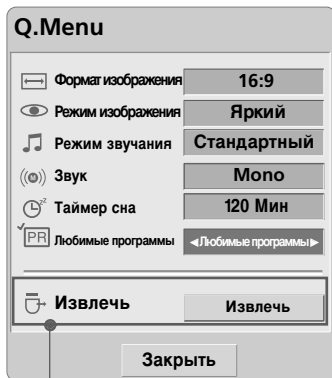 Q.Menu
Формат изображения 16:9
Режим изображения Яркий
Режим звучания Стандартный
Звук Mono
Таймер сна 120 Мин
PR Любимые программы ◄Любимые программы►
Извлечь Извлечь
Закрыть